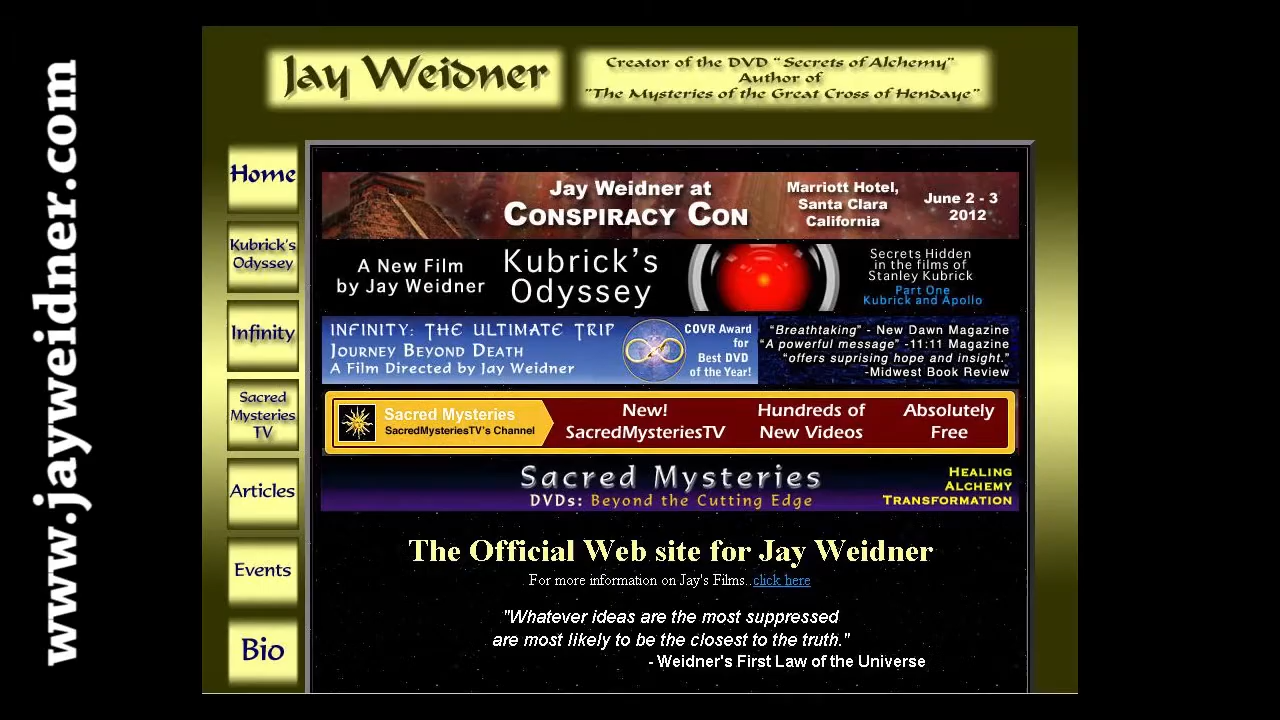 www.jayweidner.com
Jay Weidner
Creator of the DVD "Secrets of Alchemy"
Author of
"The Mysteries of the Great Cross of Hendaye"
Home
Kubrick's
Odyssey
Infinity
Sacred
Mysteries
TV
Articles
Events
Bio
Jay Weidner at
CONSPIRACY CON
Marriott Hotel,
Santa Clara
California
June 2 - 3
2012
A New Film
by Jay Weidner
Kubrick's
Odyssey
Secrets Hidden
in the films of
Stanley Kubrick
Part One
Kubrick and Apollo
INFINITY: THE ULTIMATE TRIP
JOURNEY BEYOND DEATH
A FILM DIRECTED BY JAY WEIDNER
COVR Award
for
Best DVD
of the Year!
"Breathtaking" - New Dawn Magazine
"A powerful message" -11:11 Magazine
"offers suprising hope and insight."
-Midwest Book Review
Sacred Mysteries
SacredMysteriesTV's Channel
New!
SacredMysteriesTV
Hundreds of
New Videos
Absolutely
Free
Sacred Mysteries
DVDs: Beyond the Cutting Edge
HEALING
ALCHEMY
TRANSFORMATION
The Official Web site for Jay Weidner
For more information on Jay's Films..click here
"Whatever ideas are the most suppressed
are most likely to be the closest to the truth."
- Weidner's First Law of the Universe